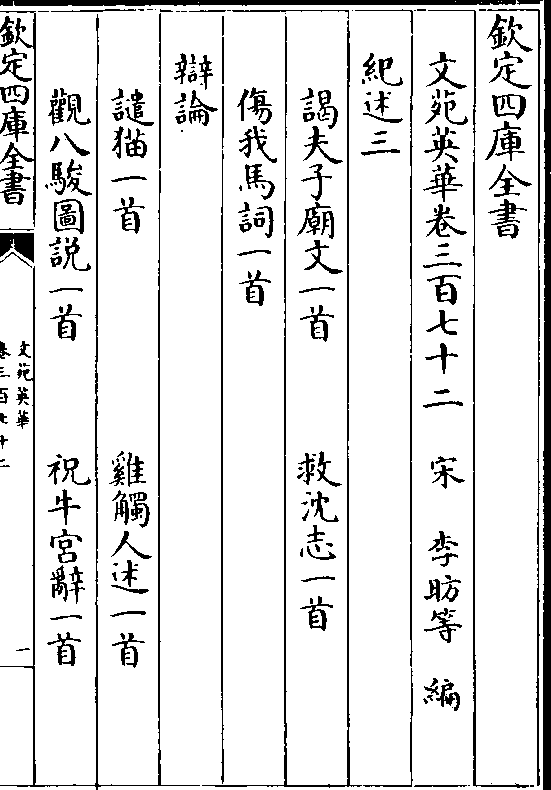 欽定四庫全書
文苑英華卷三百七十二　宋　李昉等　編
紀述三
謁夫子廟文一首　救沈志一首
傷我馬詞一首
辯論
譴猫一首　雞觸人述一首
觀八駿圖說一首　祝牛宮辭一首
欽定四庫全書
文苑英華
卷三百七十二
一